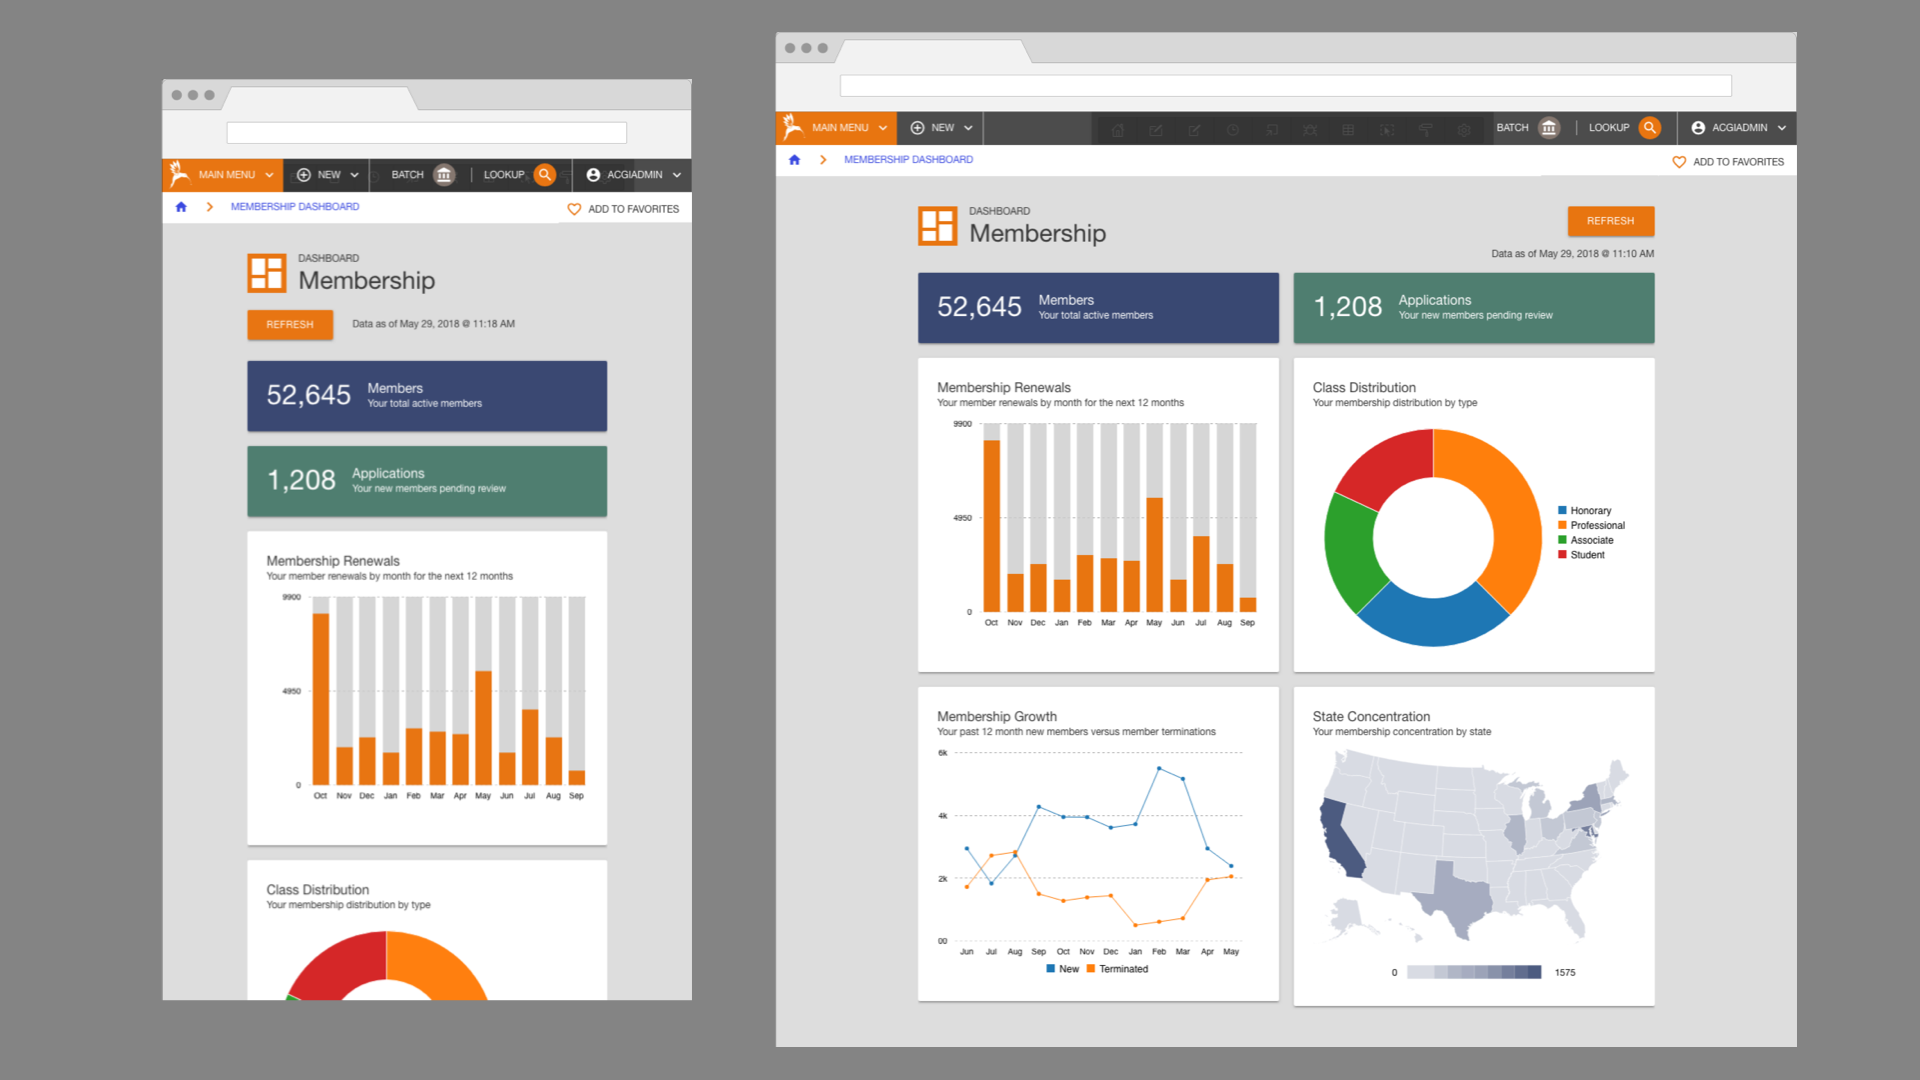 MAIN MENU
NEW
BATCH
LOOKUP
ACGIADMIN
MEMBERSHIP DASHBOARD
ADD TO FAVORITES
DASHBOARD
Membership
REFRESH
Data as of May 29, 2018 @ 11:18 AM
52,645
Members
Your total active members
1,208
Applications
Your new members pending review
Membership Renewals
Your member renewals by month for the next 12 months
9900
4950
0
Oct Nov Dec Jan Feb Mar Apr May Jun Jul Aug Sep
Class Distribution
Your membership distribution by type
MAIN MENU
NEW
BATCH
LOOKUP
ACGIADMIN
MEMBERSHIP DASHBOARD
ADD TO FAVORITES
DASHBOARD
Membership
REFRESH
Data as of May 29, 2018 @ 11:10 AM
52,645
Members
Your total active members
1,208
Applications
Your new members pending review
Membership Renewals
Your member renewals by month for the next 12 months
9900
4950
0
Oct Nov Dec Jan Feb Mar Apr May Jun Jul Aug Sep
Class Distribution
Your membership distribution by type
Honorary
Professional
Associate
Student
Membership Growth
Your past 12 month new members versus member terminations
6k
4k
2k
00
Jun Jul Aug Sep Oct Nov Dec Jan Feb Mar Apr May
New Terminated
State Concentration
Your membership concentration by state
0 1575